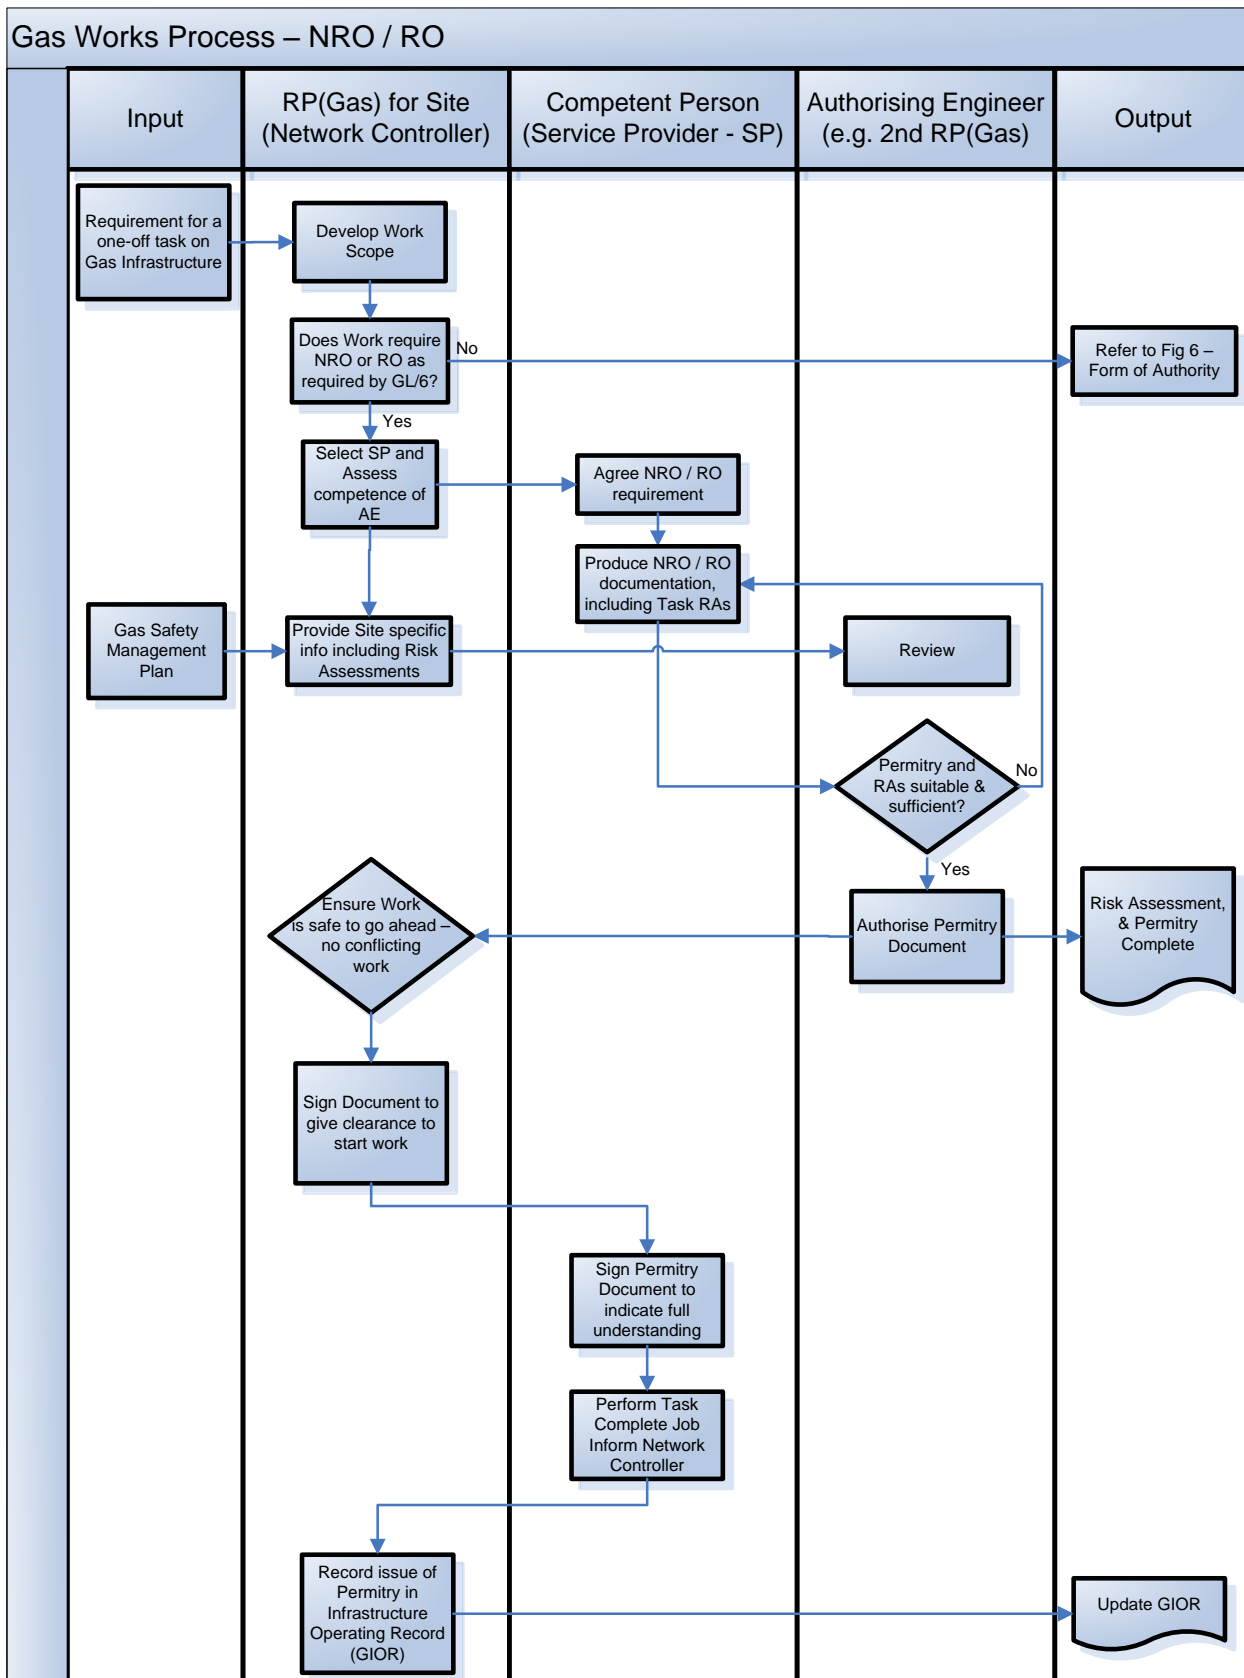 Gas Works Process – NRO / RO
Input
RP(Gas) for Site
(Network Controller)
Competent Person
(Service Provider - SP)
Authorising Engineer
(e.g. 2nd RP(Gas)
Output
Requirement for a
one-off task on
Gas Infrastructure
Develop Work
Scope
Does Work require
NRO or RO as
required by GL/6?
No
Refer to Fig 6 –
Form of Authority
Yes
Select SP and
Assess
competence of
AE
Agree NRO / RO
requirement
Produce NRO / RO
documentation,
including Task RAs
Gas Safety
Management
Plan
Provide Site specific
info including Risk
Assessments
Review
Permitry and
RAs suitable &
sufficient?
No
Yes
Ensure Work
is safe to go ahead –
no conflicting
work
Authorise Permitry
Document
Risk Assessment,
& Permitry
Complete
Sign Document to
give clearance to
start work
Sign Permitry
Document to
indicate full
understanding
Perform Task
Complete Job
Inform Network
Controller
Record issue of
Permitry in
Infrastructure
Operating Record
(GIOR)
Update GIOR